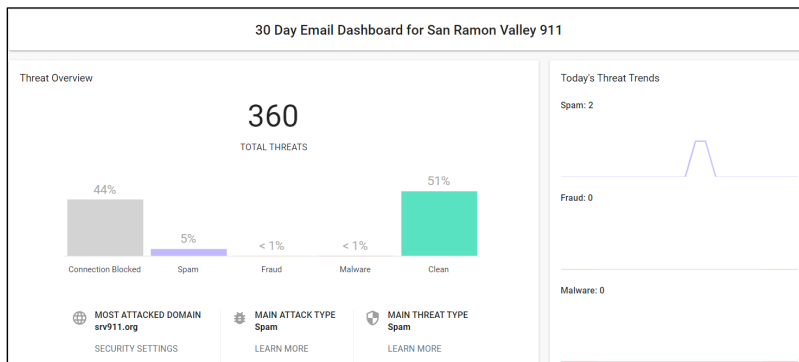 30 Day Email Dashboard for San Ramon Valley 911
Threat Overview
360
TOTAL THREATS
44%
5%
< 1%
< 1%
51%
Connection Blocked
Spam
Fraud
Malware
Clean
MOST ATTACKED DOMAIN
srv911.org
SECURITY SETTINGS
MAIN ATTACK TYPE
Spam
LEARN MORE
MAIN THREAT TYPE
Spam
LEARN MORE
Today's Threat Trends
Spam: 2
Fraud: 0
Malware: 0